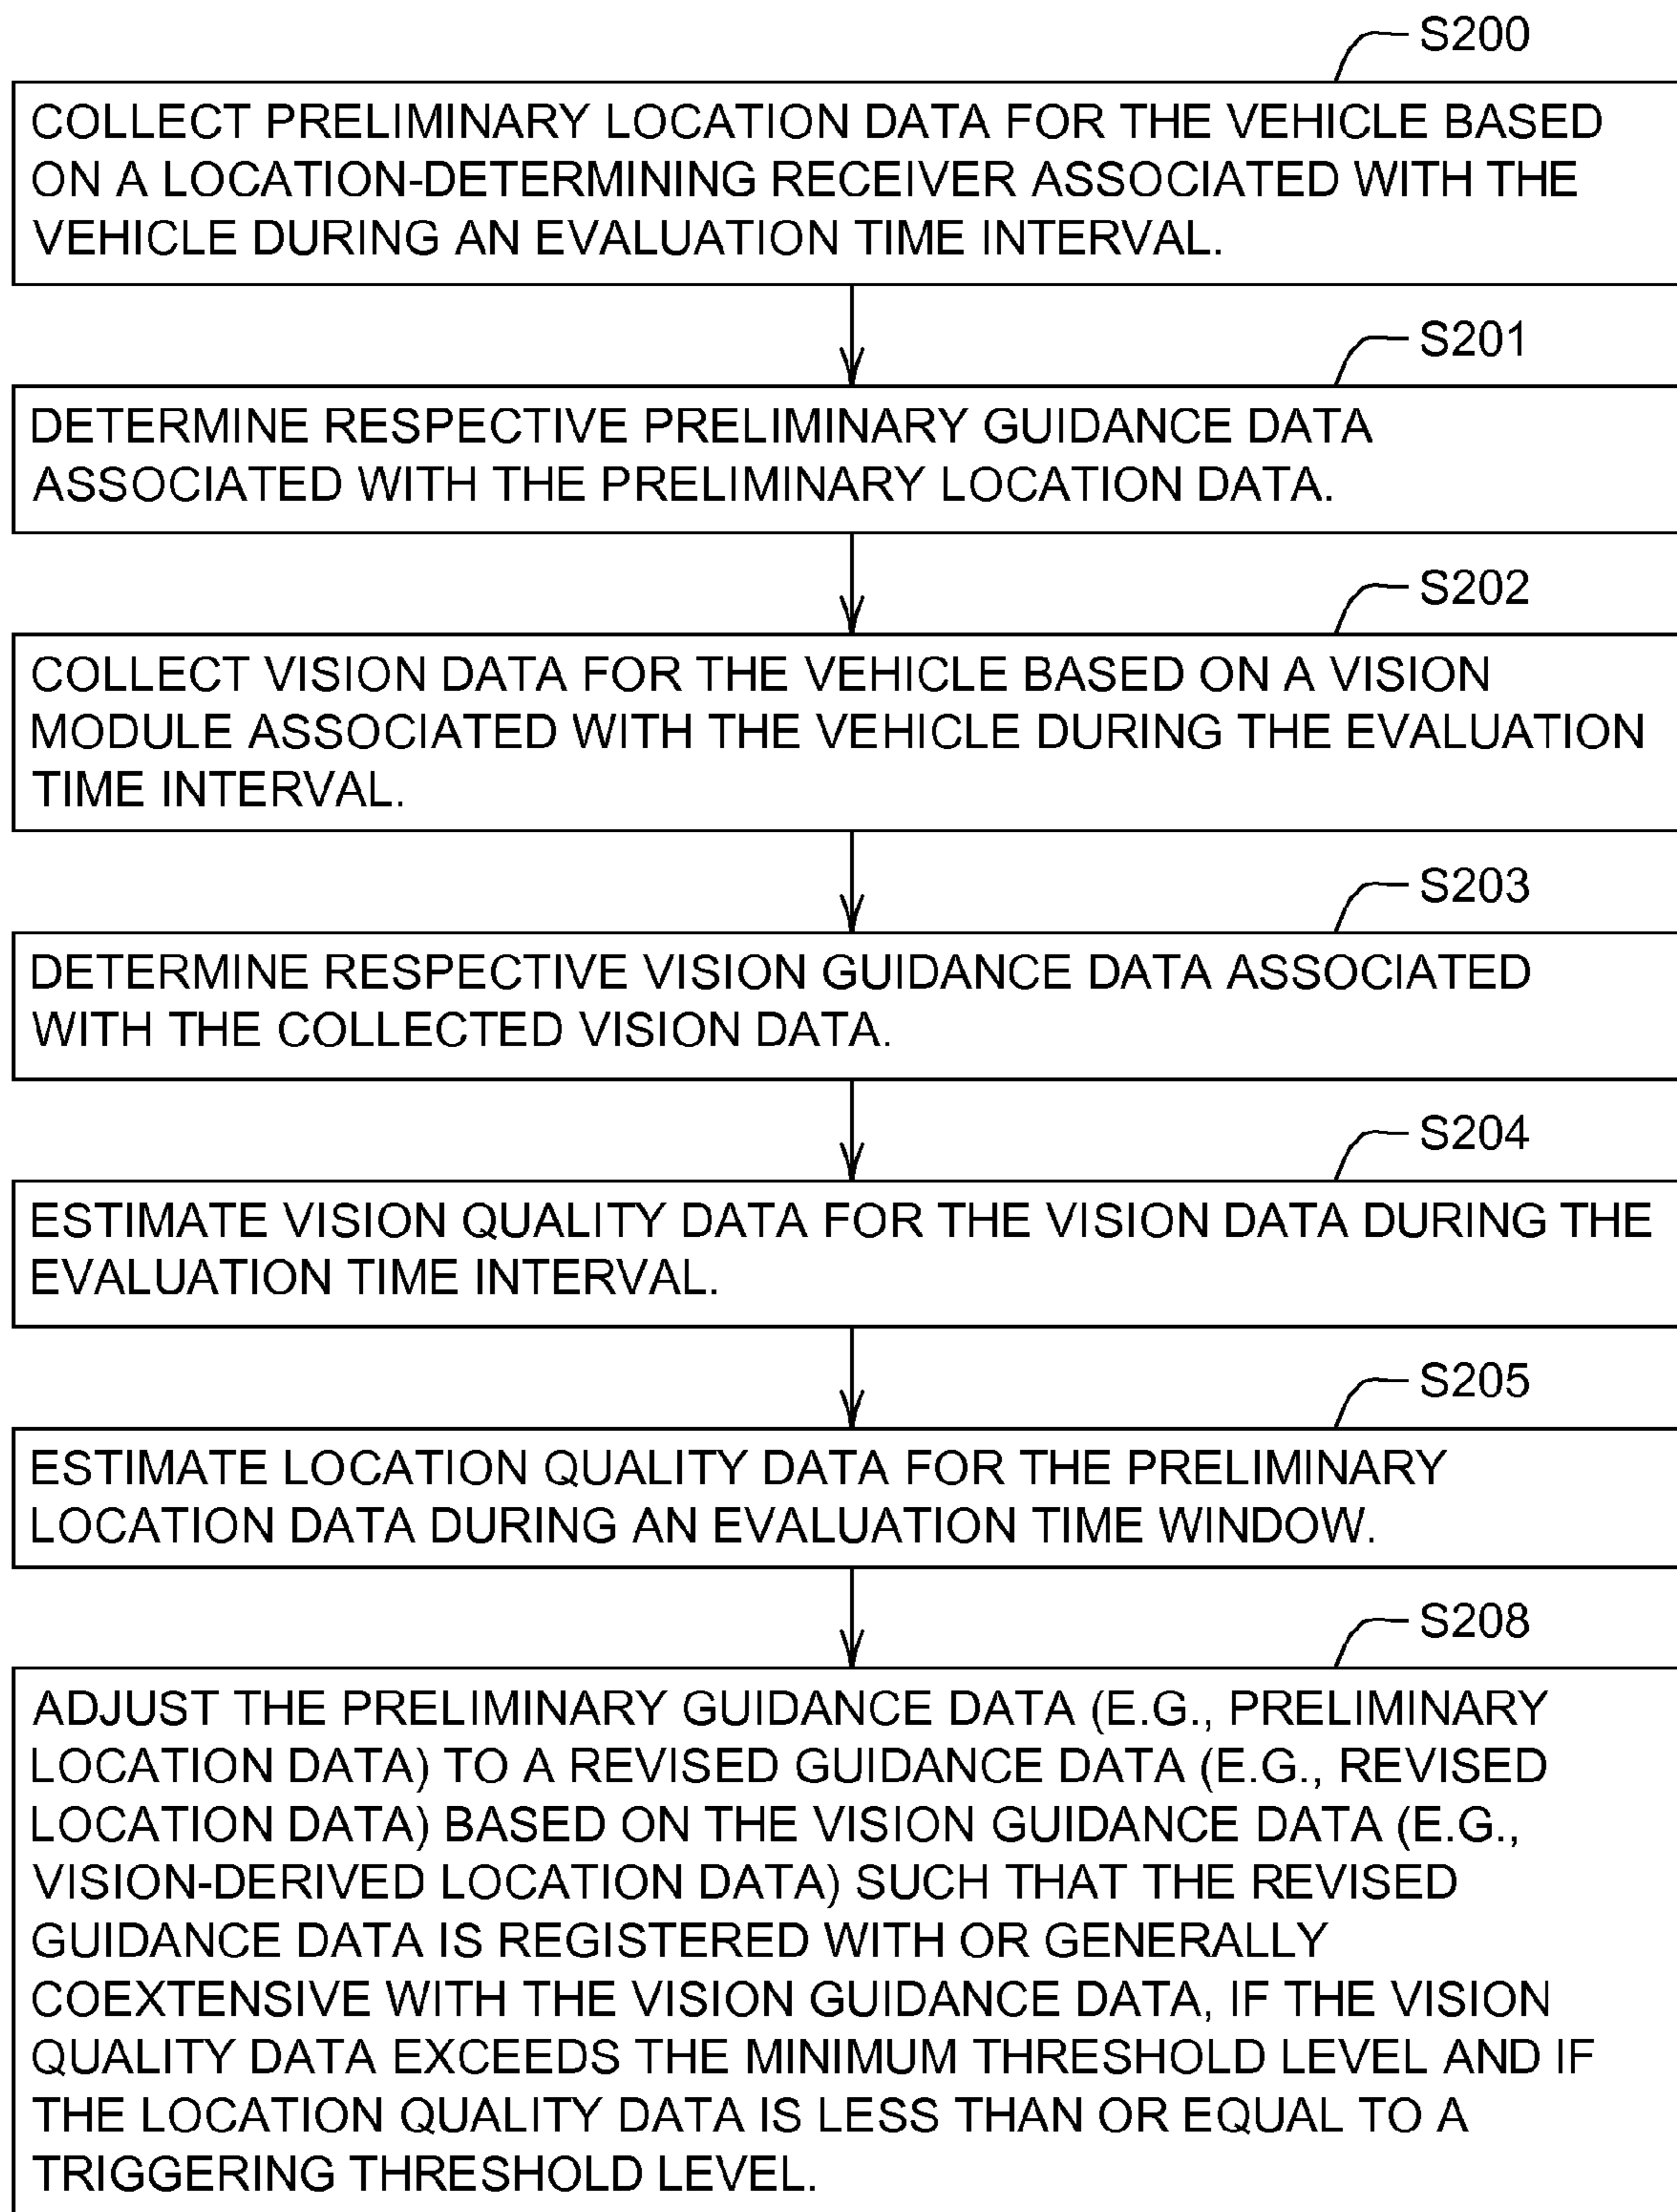 S200
COLLECT PRELIMINARY LOCATION DATA FOR THE VEHICLE BASED
ON A LOCATION-DETERMINING RECEIVER ASSOCIATED WITH THE
VEHICLE DURING AN EVALUATION TIME INTERVAL.
S201
DETERMINE RESPECTIVE PRELIMINARY GUIDANCE DATA
ASSOCIATED WITH THE PRELIMINARY LOCATION DATA.
S202
COLLECT VISION DATA FOR THE VEHICLE BASED ON A VISION
MODULE ASSOCIATED WITH THE VEHICLE DURING THE EVALUATION
TIME INTERVAL.
S203
DETERMINE RESPECTIVE VISION GUIDANCE DATA ASSOCIATED
WITH THE COLLECTED VISION DATA.
S204
ESTIMATE VISION QUALITY DATA FOR THE VISION DATA DURING THE
EVALUATION TIME INTERVAL.
S205
ESTIMATE LOCATION QUALITY DATA FOR THE PRELIMINARY
LOCATION DATA DURING AN EVALUATION TIME WINDOW.
S208
ADJUST THE PRELIMINARY GUIDANCE DATA (E.G., PRELIMINARY
LOCATION DATA) TO A REVISED GUIDANCE DATA (E.G., REVISED
LOCATION DATA) BASED ON THE VISION GUIDANCE DATA (E.G.,
VISION-DERIVED LOCATION DATA) SUCH THAT THE REVISED
GUIDANCE DATA IS REGISTERED WITH OR GENERALLY
COEXTENSIVE WITH THE VISION GUIDANCE DATA, IF THE VISION
QUALITY DATA EXCEEDS THE MINIMUM THRESHOLD LEVEL AND IF
THE LOCATION QUALITY DATA IS LESS THAN OR EQUAL TO A
TRIGGERING THRESHOLD LEVEL.